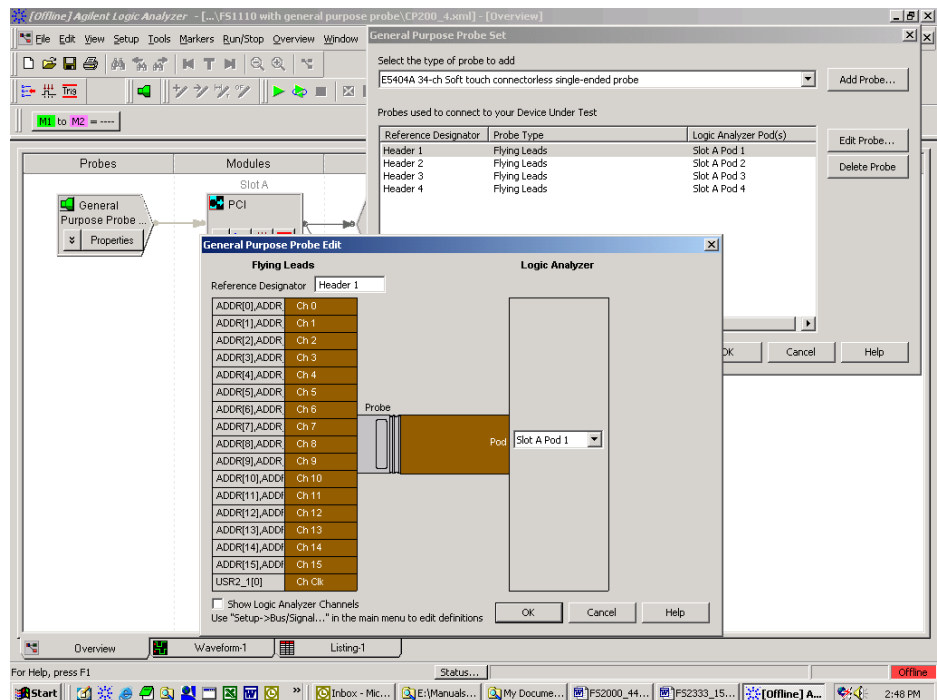 [Offline] Agilent Logic Analyzer - [...\FS1110 with general purpose probe\CP200_4.xml] - [Overview]
File Edit View Setup Tools Markers Run/Stop Overview Window
General Purpose Probe Set
Select the type of probe to add
E5404A 34-ch Soft touch connectorless single-ended probe
Add Probe...
Probes used to connect to your Device Under Test
Reference Designator Probe Type Logic Analyzer Pod(s)
Header 1 Flying Leads Slot A Pod 1
Header 2 Flying Leads Slot A Pod 2
Header 3 Flying Leads Slot A Pod 3
Header 4 Flying Leads Slot A Pod 4
Edit Probe...
Delete Probe
Cancel Help
Trig
M1 to M2 = ----
Probes Modules
Slot A
General
Purpose Probe ...
Properties
PCI
General Purpose Probe Edit
Flying Leads Logic Analyzer
Reference Designator Header 1
ADDR[0],ADDR Ch 0
ADDR[1],ADDR Ch 1
ADDR[2],ADDR Ch 2
ADDR[3],ADDR Ch 3
ADDR[4],ADDR Ch 4
ADDR[5],ADDR Ch 5
ADDR[6],ADDR Ch 6
ADDR[7],ADDR Ch 7
ADDR[8],ADDR Ch 8
ADDR[9],ADDR Ch 9
ADDR[10],ADDR Ch 10
ADDR[11],ADDR Ch 11
ADDR[12],ADDR Ch 12
ADDR[13],ADDR Ch 13
ADDR[14],ADDR Ch 14
ADDR[15],ADDR Ch 15
USR2_1[0] Ch Clk
Probe
Pod Slot A Pod 1
Show Logic Analyzer Channels
Use "Setup->Bus/Signal..." in the main menu to edit definitions
OK Cancel Help
Overview Waveform-1 Listing-1
For Help, press F1 Status... Offline
Start » Inbox - Mic... E:\Manuals... My Docume... FS2000_44... FS2333_15... [Offline] A... 2:48 PM